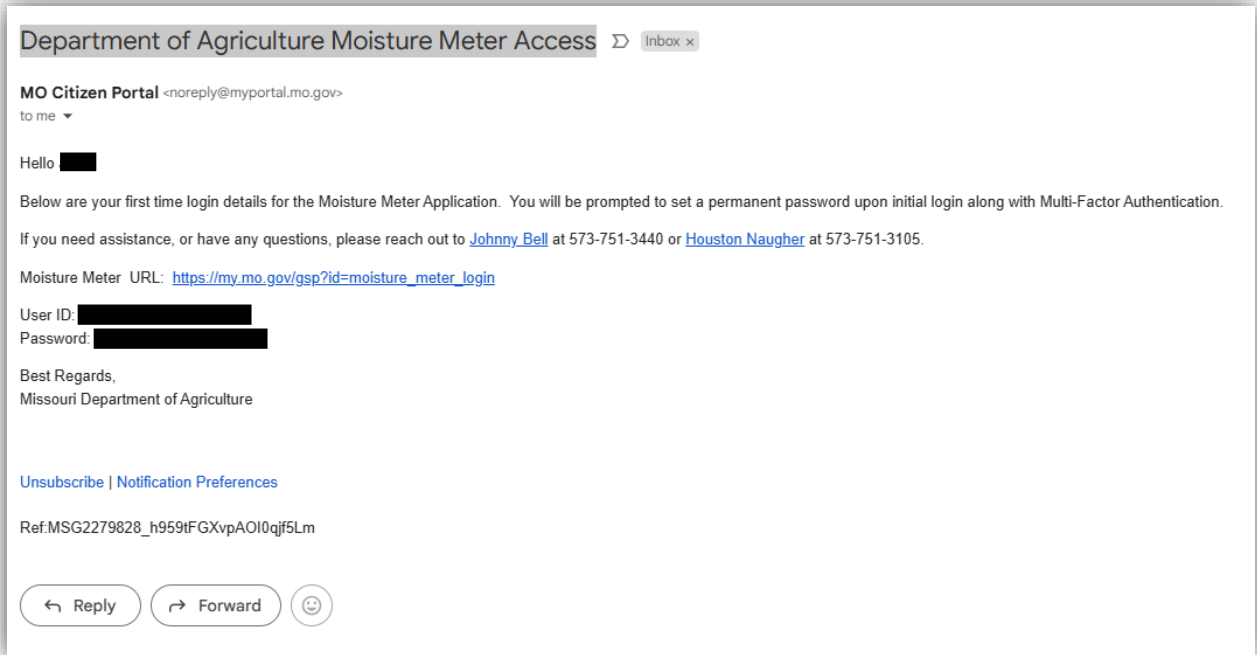 Department of Agriculture Moisture Meter Access Inbox x
MO Citizen Portal <noreply@myportal.mo.gov>
to me
Hello
Below are your first time login details for the Moisture Meter Application. You will be prompted to set a permanent password upon initial login along with Multi-Factor Authentication.
If you need assistance, or have any questions, please reach out to Johnny Bell at 573-751-3440 or Houston Naugher at 573-751-3105.
Moisture Meter URL: https://my.mo.gov/gsp?id=moisture_meter_login
User ID:
Password:
Best Regards,
Missouri Department of Agriculture
Unsubscribe | Notification Preferences
Ref:MSG2279828_h959tFGXvpAOI0qjf5Lm
Reply Forward